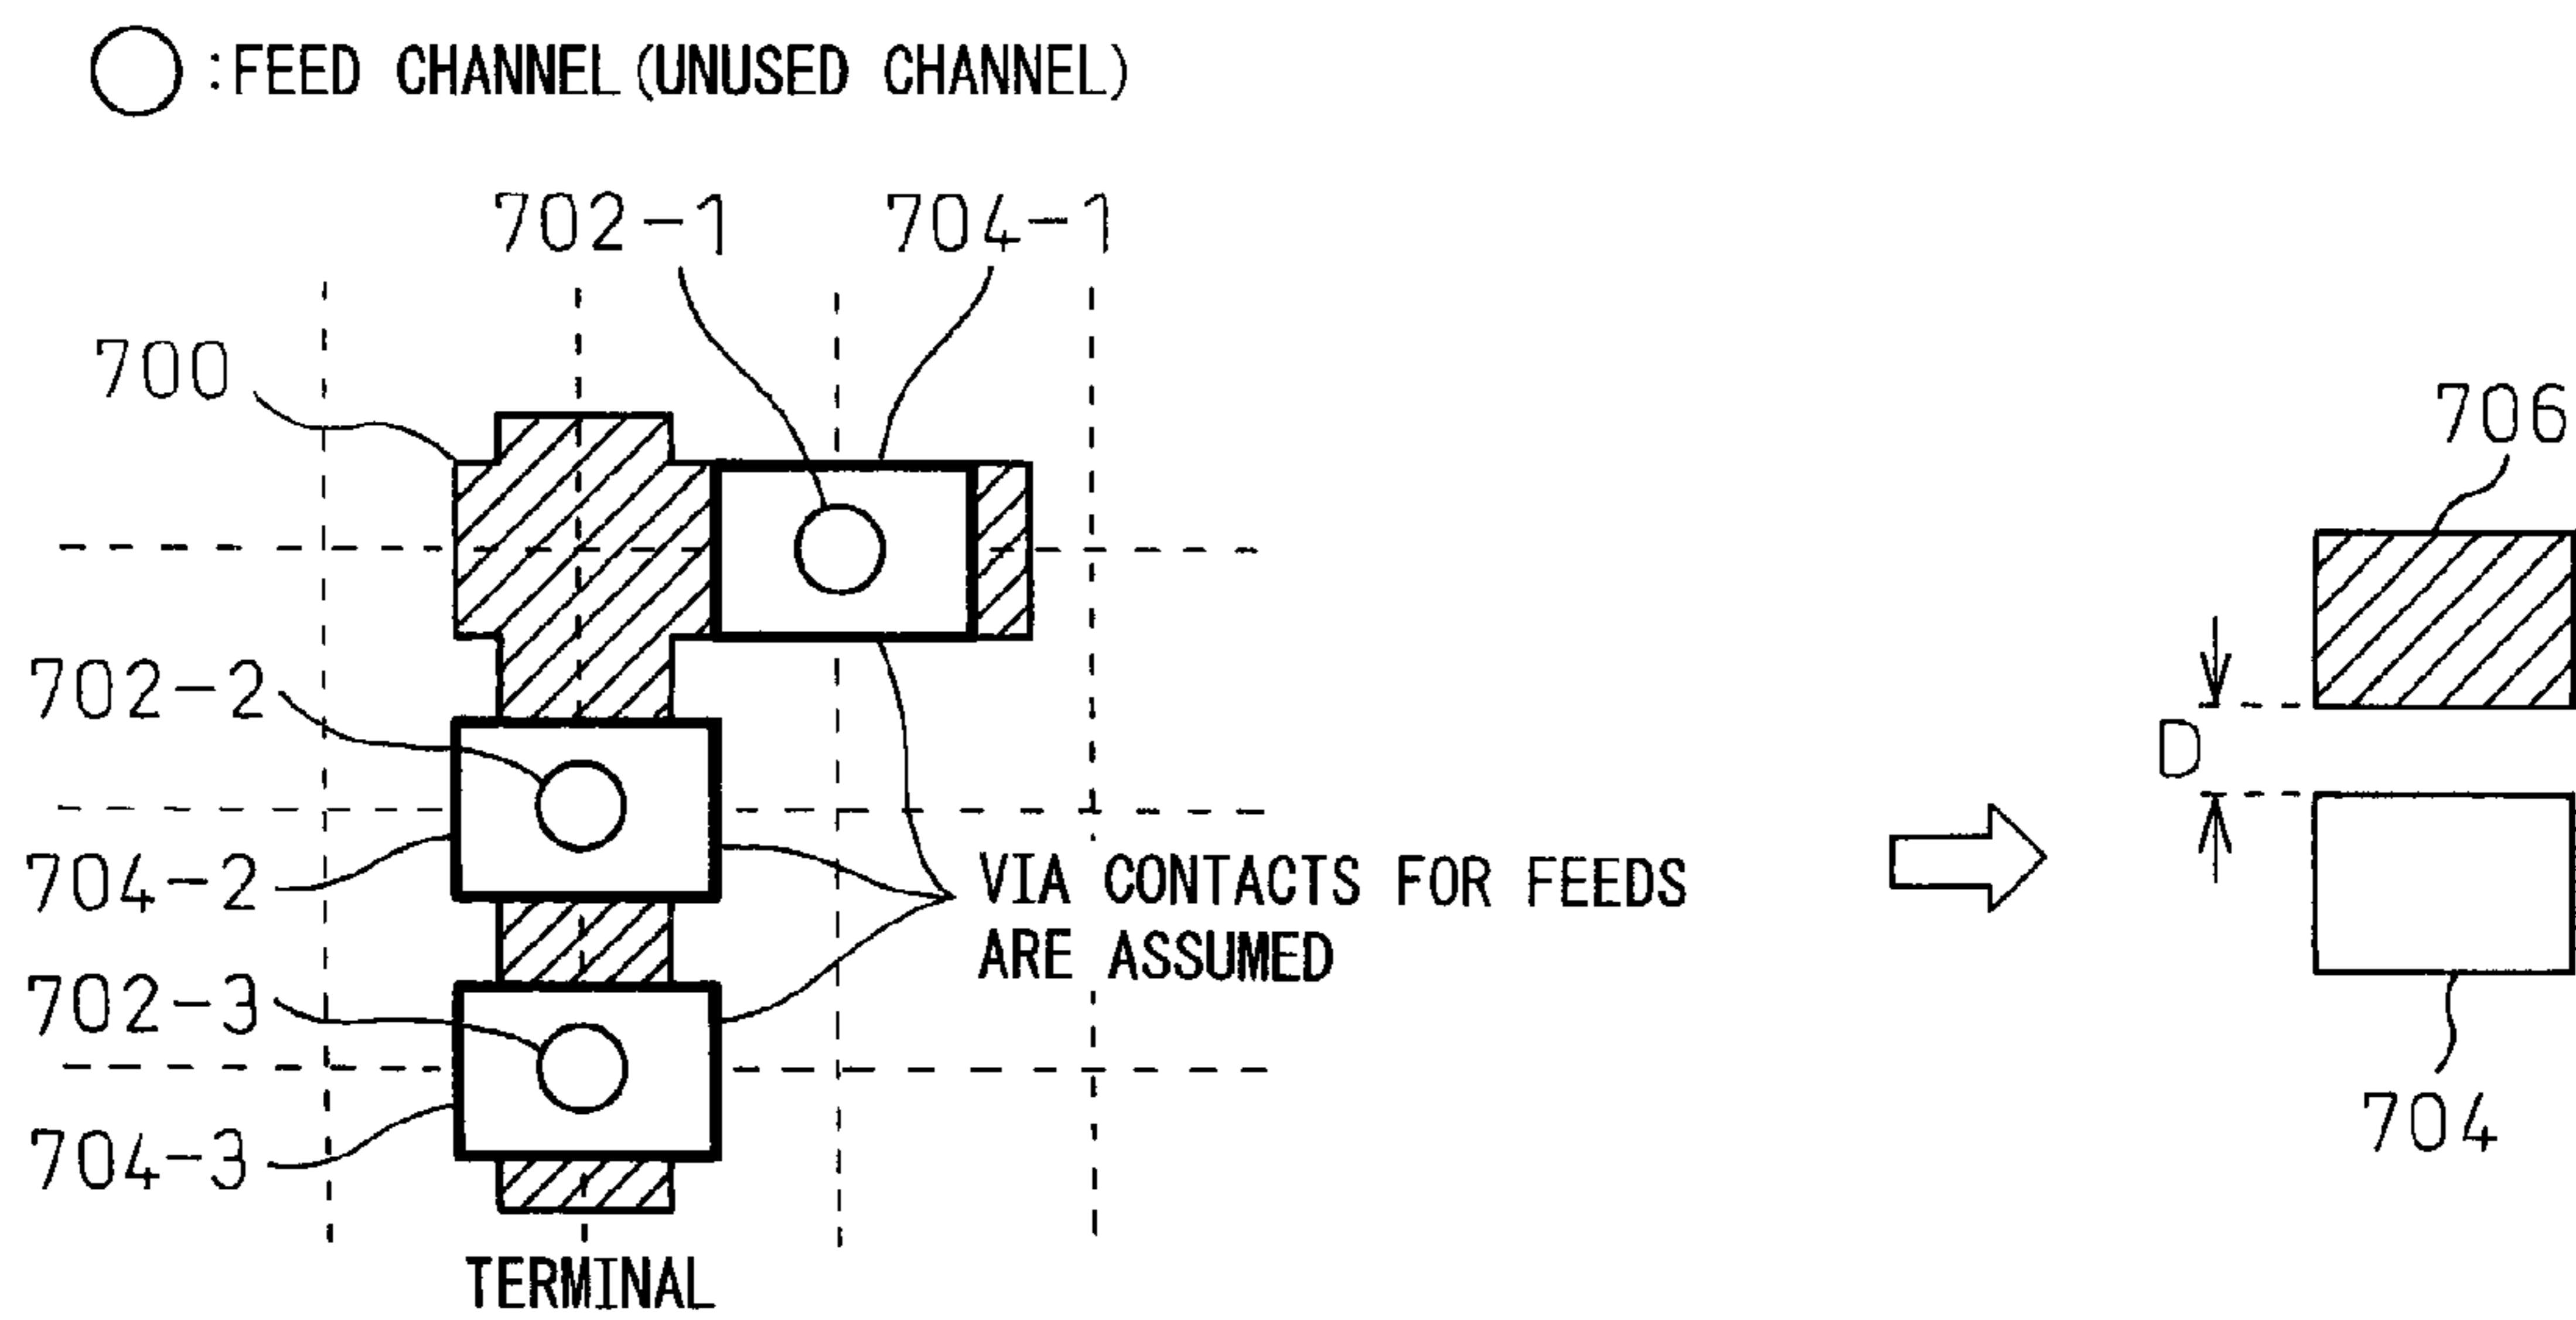 :FEED CHANNEL(UNUSED CHANNEL)
702-1
704-1
700
706
702-2
D
704-2
VIA CONTACTS FOR FEEDS
ARE ASSUMED
702-3
704
704-3
TERMINAL